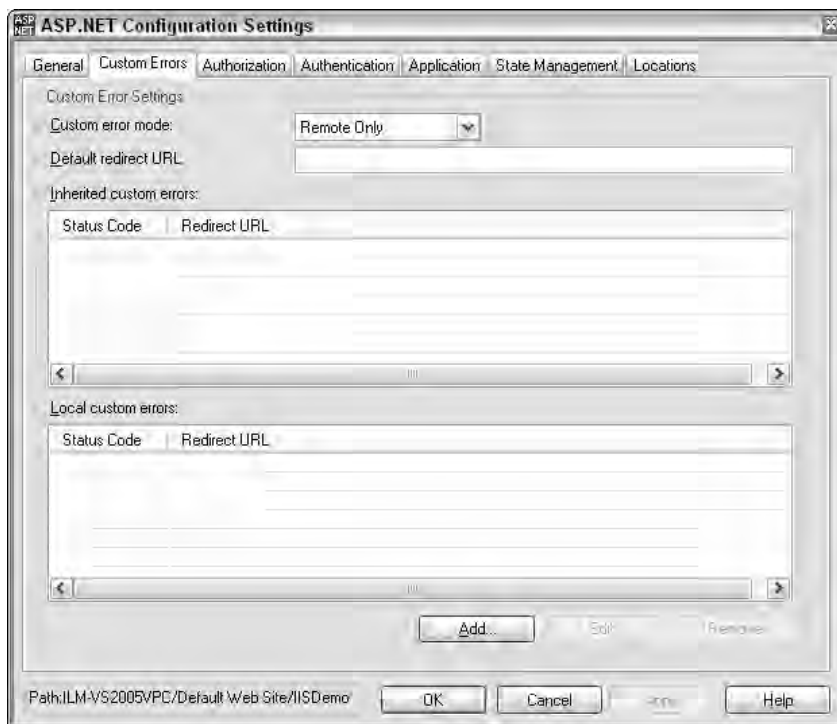 ASP NET ASP.NET Configuration Settings
General Custom Errors Authorization Authentication Application State Management Locations
Custom Error Settings
Custom error mode: Remote Only
Default redirect URL
Inherited custom errors:
Status Code Redirect URL
Local custom errors:
Status Code Redirect URL
Add... Edit Remove
Path:ILM-VS2005VPC/Default Web Site/IISDemo OK Cancel Help